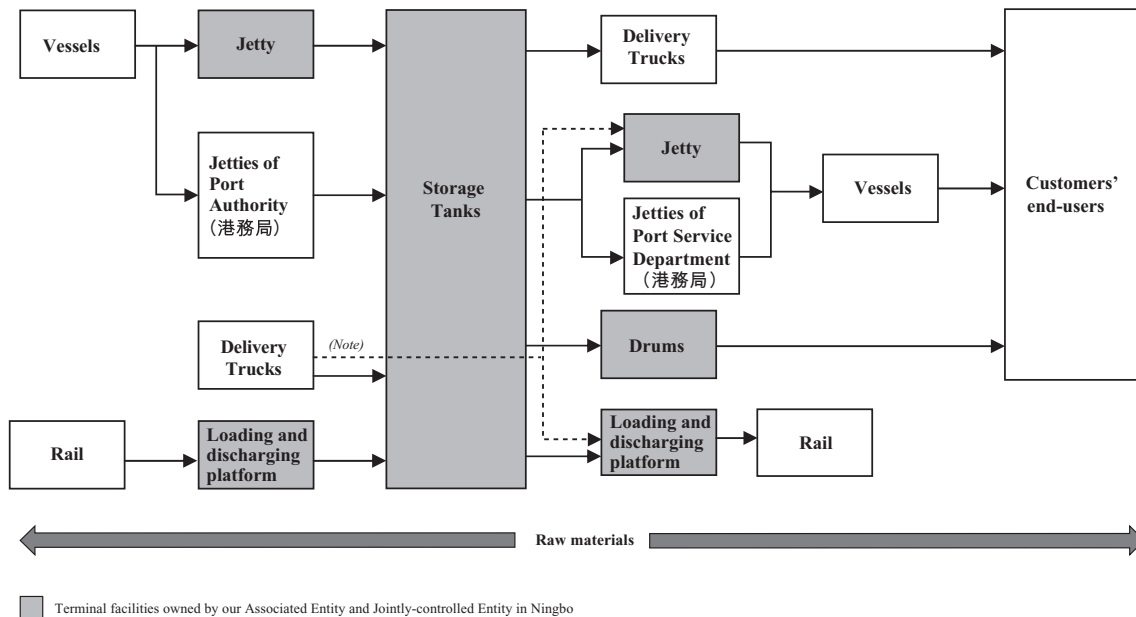 Vessels
Jetty
Jetties of
Port
Authority
（港務局）
Storage
Tanks
Delivery
Trucks
(Note)
Rail
Loading and
discharging
platform
Delivery
Trucks
Jetty
Jetties of
Port Service
Department
（港務局）
Vessels
Customers’
end-users
Drums
Loading and
discharging
platform
Rail
Raw materials
Terminal facilities owned by our Associated Entity and Jointly-controlled Entity in Ningbo